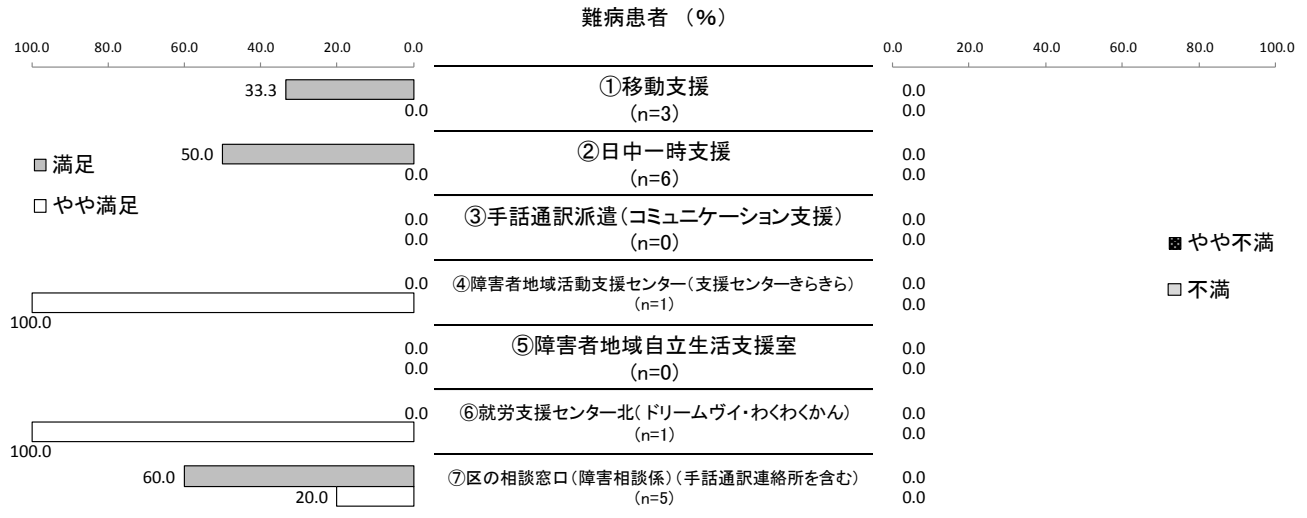 難病患者 （%）
100.0 80.0 60.0 40.0 20.0 0.0 0.0 20.0 40.0 60.0 80.0 100.0
33.3 ①移動支援 0.0
0.0 (n=3) 0.0
50.0 ②日中一時支援 0.0
■満足
0.0 (n=6) 0.0
□やや満足
0.0 ③手話通訳派遣（コミュニケーション支援） 0.0
0.0 (n=0) 0.0
やや不満
0.0 ④障害者地域活動支援センター（支援センターきらきら） 0.0
不満
100.0 (n=1) 0.0
0.0 ⑤障害者地域自立生活支援室 0.0
0.0 (n=0) 0.0
0.0 ⑥就労支援センター北（ドリームヴイ・わくわくかん） 0.0
100.0 (n=1) 0.0
60.0 ⑦区の相談窓口（障害相談係）（手話通訳連絡所を含む） 0.0
20.0 (n=5) 0.0